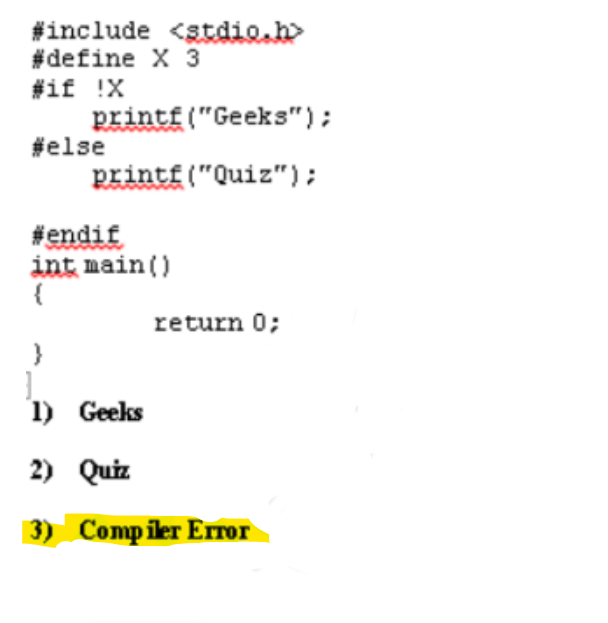 #include <stdio.h>
#define X 3
#if !X
printf("Geeks");
#else
printf("Quiz");
#endif
int main()
{
return 0;
}
1) Geeks
2) Quiz
3) Compiler Error